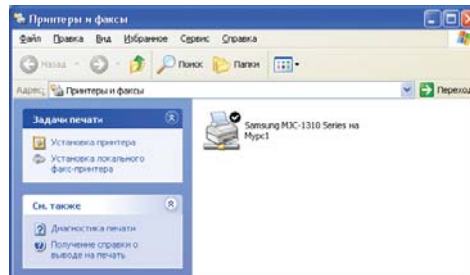 Принтеры и факсы
Файл Правка Вид Избранное Сервис Справка
Назад Поиск Папки
Адрес: Принтеры и факсы Переход
Задачи печати
Установка принтера
Установка локального
факс-принтера
См. также
Диагностика печати
Получение справки о
выводе на печать
Samsung MJC-1310 Series на
Mypc1